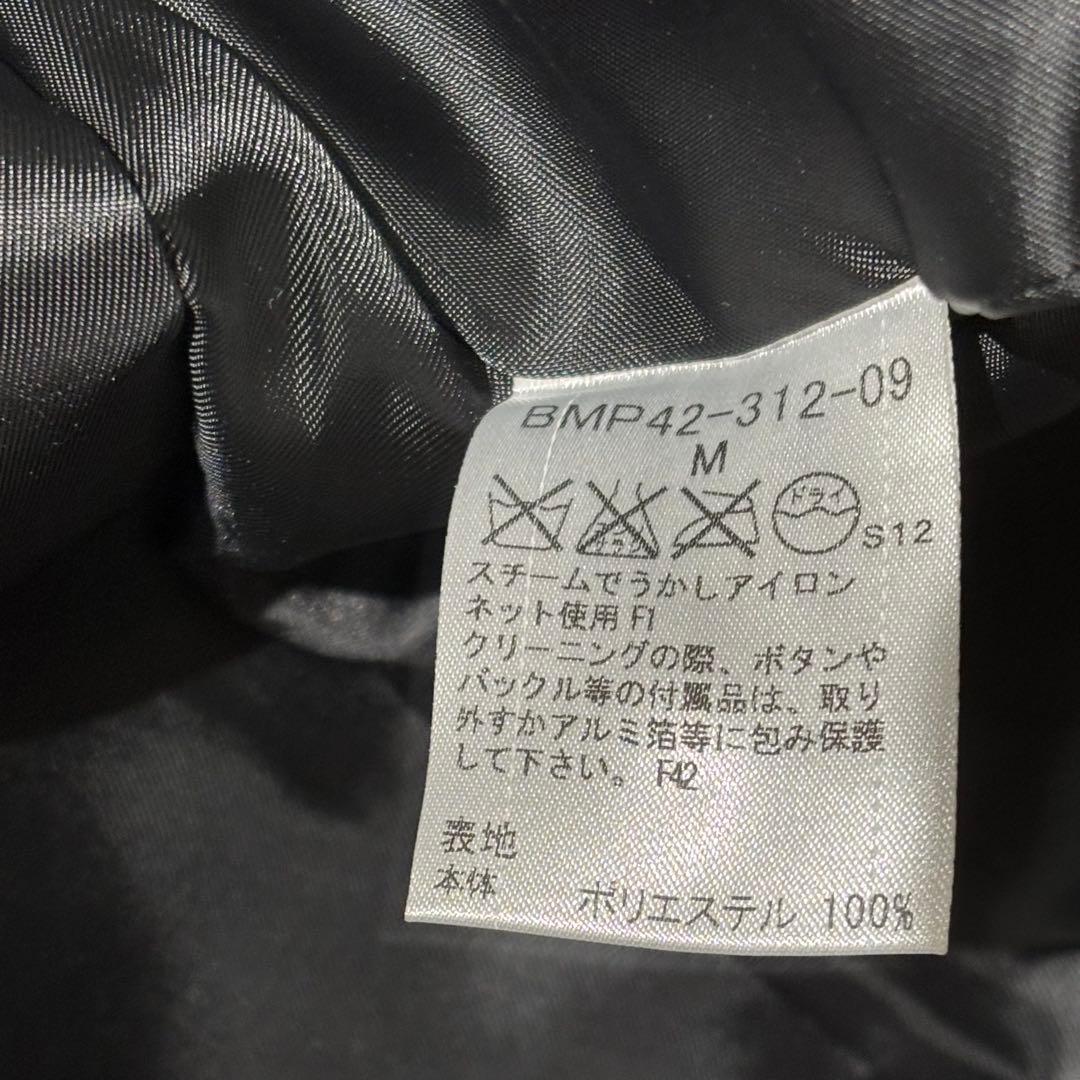 BMP42-312-09
M
ドライ
S12
スチームでうかしアイロン
ネット使用 F1
クリーニングの際、ボタンや
バックル等の付属品は、取り
外すかアルミ箔等に包み保護
して下さい。 F42
表地
本体 ポリエステル 100%